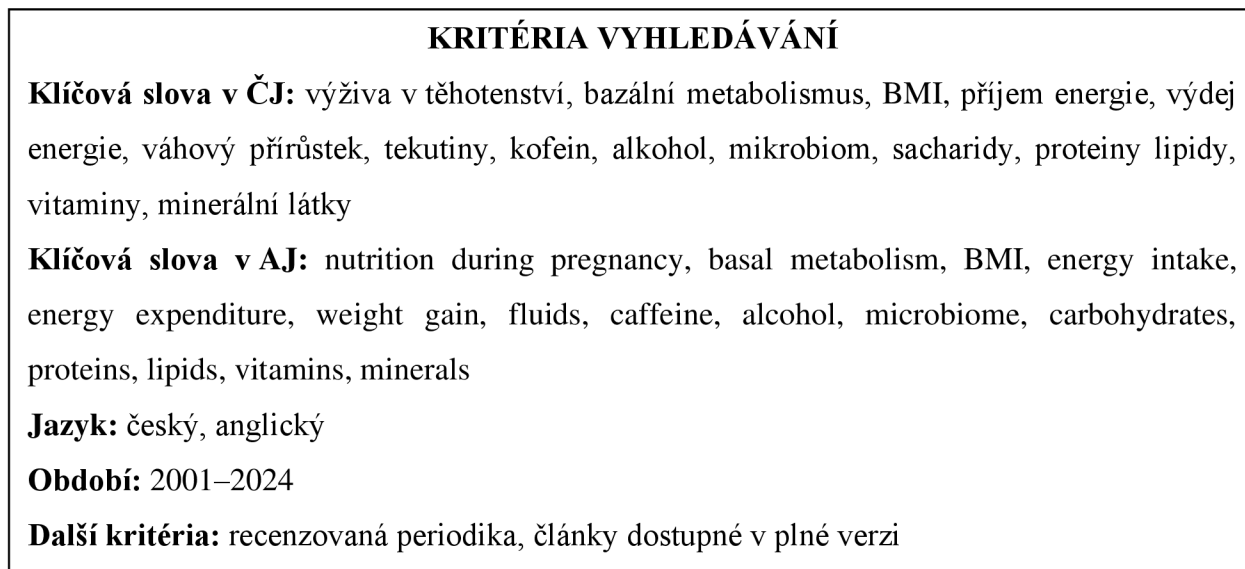 KRITÉRIA VYHLEDÁVÁNÍ
Klíčová slova v ČJ: výživa v těhotenství, bazální metabolismus, BMI, příjem energie, výdej
energie, váhový přírůstek, tekutiny, kofein, alkohol, mikrobiom, sacharidy, proteiny lipidy,
vitaminy, minerální látky
Klíčová slova v AJ: nutrition during pregnancy, basal metabolism, BMI, energy intake,
energy expenditure, weight gain, fluids, caffeine, alcohol, microbiome, carbohydrates,
proteins, lipids, vitamins, minerals
Jazyk: český, anglický
Období: 2001–2024
Další kritéria: recenzovaná periodika, články dostupné v plné verzi